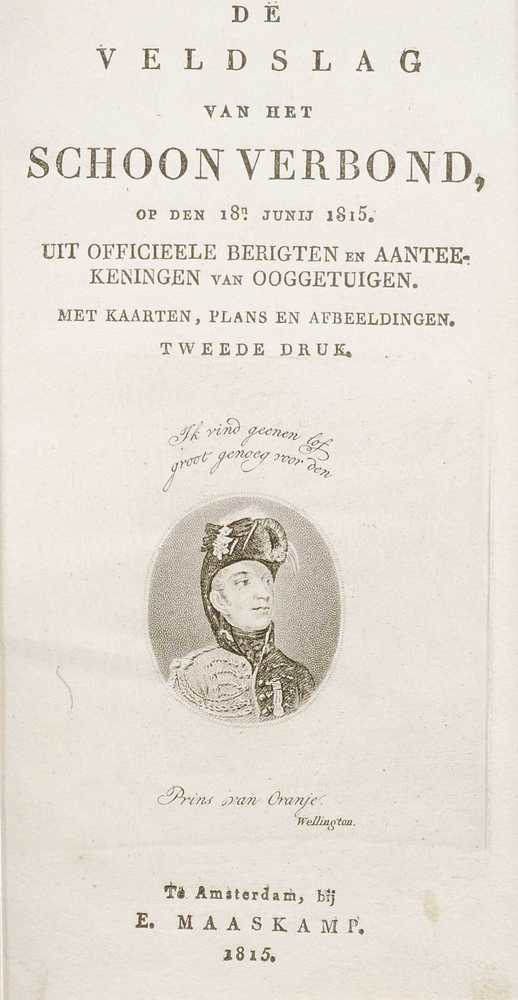 DE
VELDSLAG
VAN HET
SCHOON VERBOND,
OP DEN 18n JUNIJ 1815.
UIT OFFICIEELE BERIGTEN EN AANTEE-
KENINGEN VAN OOGGETUIGEN.
MET KAARTEN, PLANS EN AFBEELDINGEN.
TWEEDE DRUK.
Ik vind geenen lof
groot genoeg voor den
Prins van Oranje.
Wellington.
Te Amsterdam, bij
E. MAASKAMP.
1815.